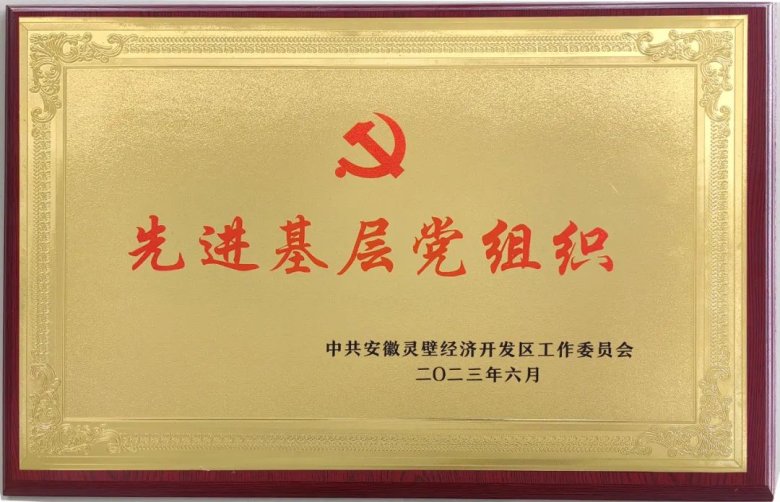 先进基层党组织
中共安徽灵璧经济开发区工作委员会
二〇二三年六月